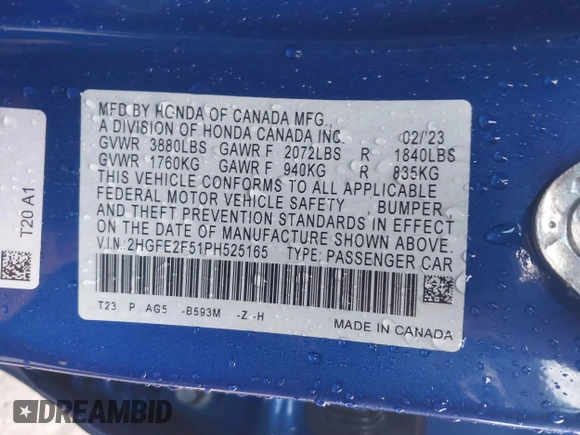 MFD BY HONDA OF CANADA MFG.,
A DIVISION OF HONDA CANADA INC. 02/'23
GVWR 3880LBS GAWR F 2072LBS R 1840LBS
GVWR 1760KG GAWR F 940KG R 835KG
THIS VEHICLE CONFORMS TO ALL APPLICABLE
FEDERAL MOTOR VEHICLE SAFETY , BUMPER,
AND THEFT PREVENTION STANDARDS IN EFFECT
ON THE DATE OF MANUFACTURE SHOWN ABOVE.
V.I.N.:2HGFE2F51PH525165 TYPE: PASSENGER CAR
T23 P AG5 -B593M -Z -H
MADE IN CANADA
T20 A1
DREAMBID